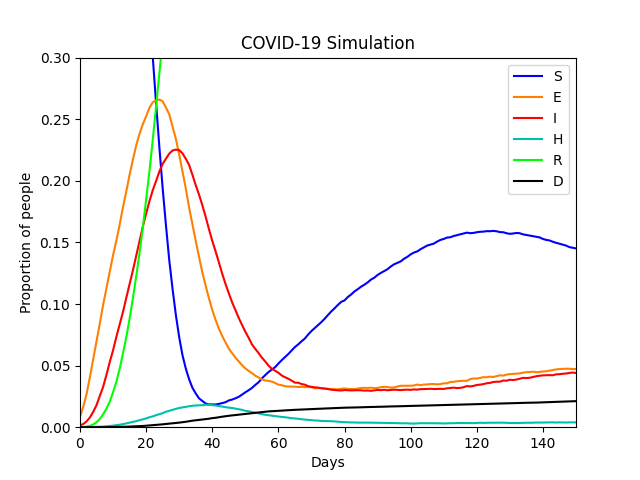 COVID-19 Simulation
0.30
0.25
0.20
0.15
0.10
0.05
0.00
Proportion of people
S
E
I
H
R
D
0 20 40 60 80 100 120 140
Days